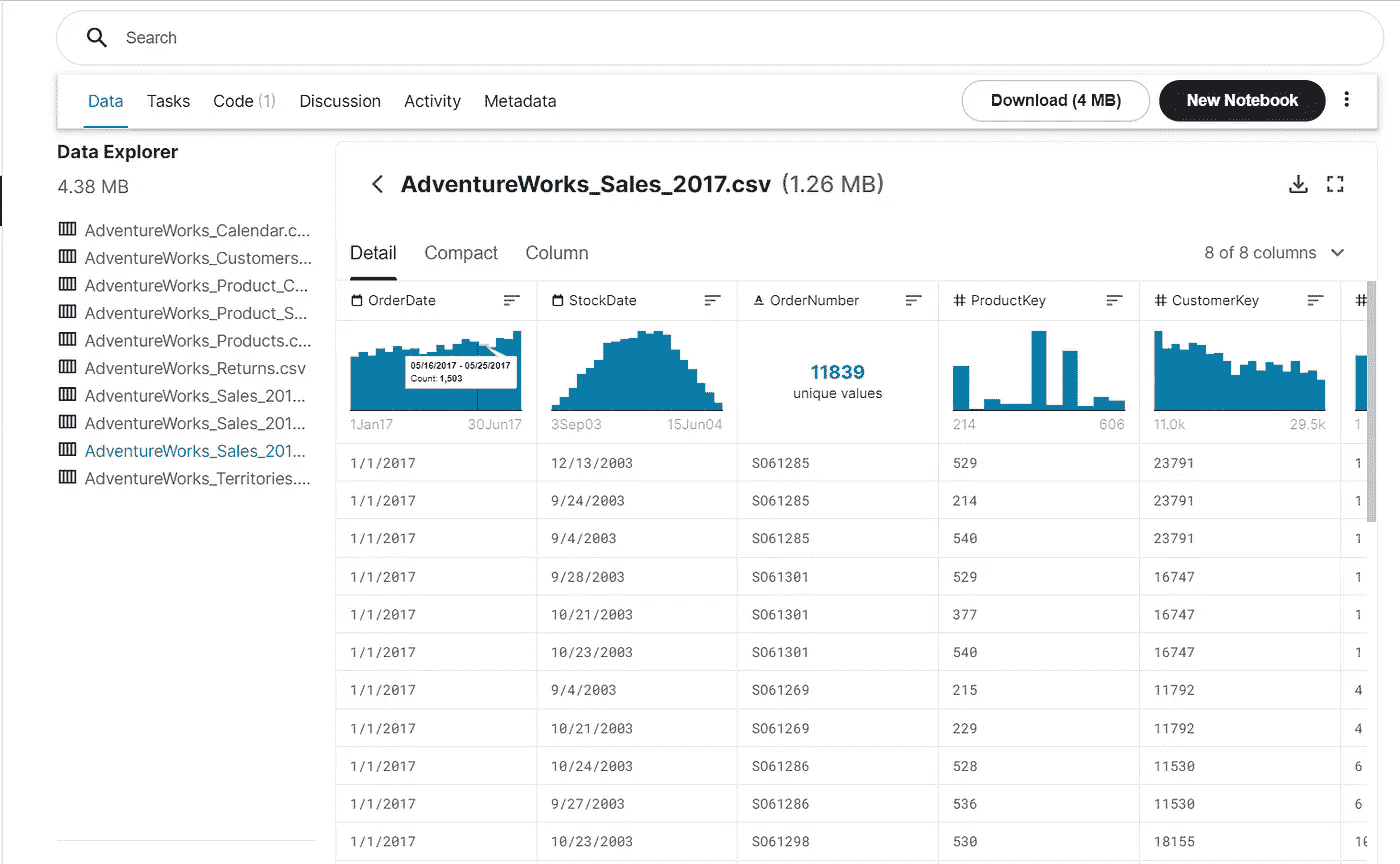 Search
Data Tasks Code (1) Discussion Activity Metadata Download (4 MB) New Notebook
Data Explorer
4.38 MB
AdventureWorks_Calendar.c...
AdventureWorks_Customers...
AdventureWorks_Product_C...
AdventureWorks_Product_S...
AdventureWorks_Products.c...
AdventureWorks_Returns.csv
AdventureWorks_Sales_201...
AdventureWorks_Sales_201...
AdventureWorks_Sales_201...
AdventureWorks_Territories....
AdventureWorks_Sales_2017.csv (1.26 MB)
Detail Compact Column 8 of 8 columns
OrderDate StockDate A OrderNumber # ProductKey # CustomerKey #
05/16/2017 - 05/25/2017
Count: 1,503
11839
unique values
1Jan17 30Jun17 3Sep03 15Jun04 214 606 11.0k 29.5k 1
1/1/2017 12/13/2003 SO61285 529 23791 1
1/1/2017 9/24/2003 SO61285 214 23791 1
1/1/2017 9/4/2003 SO61285 540 23791 1
1/1/2017 9/28/2003 SO61301 529 16747 1
1/1/2017 10/21/2003 SO61301 377 16747 1
1/1/2017 10/23/2003 SO61301 540 16747 1
1/1/2017 9/4/2003 SO61269 215 11792 4
1/1/2017 10/21/2003 SO61269 229 11792 4
1/1/2017 10/24/2003 SO61286 528 11530 6
1/1/2017 9/27/2003 SO61286 536 11530 6
1/1/2017 10/23/2003 SO61298 530 18155